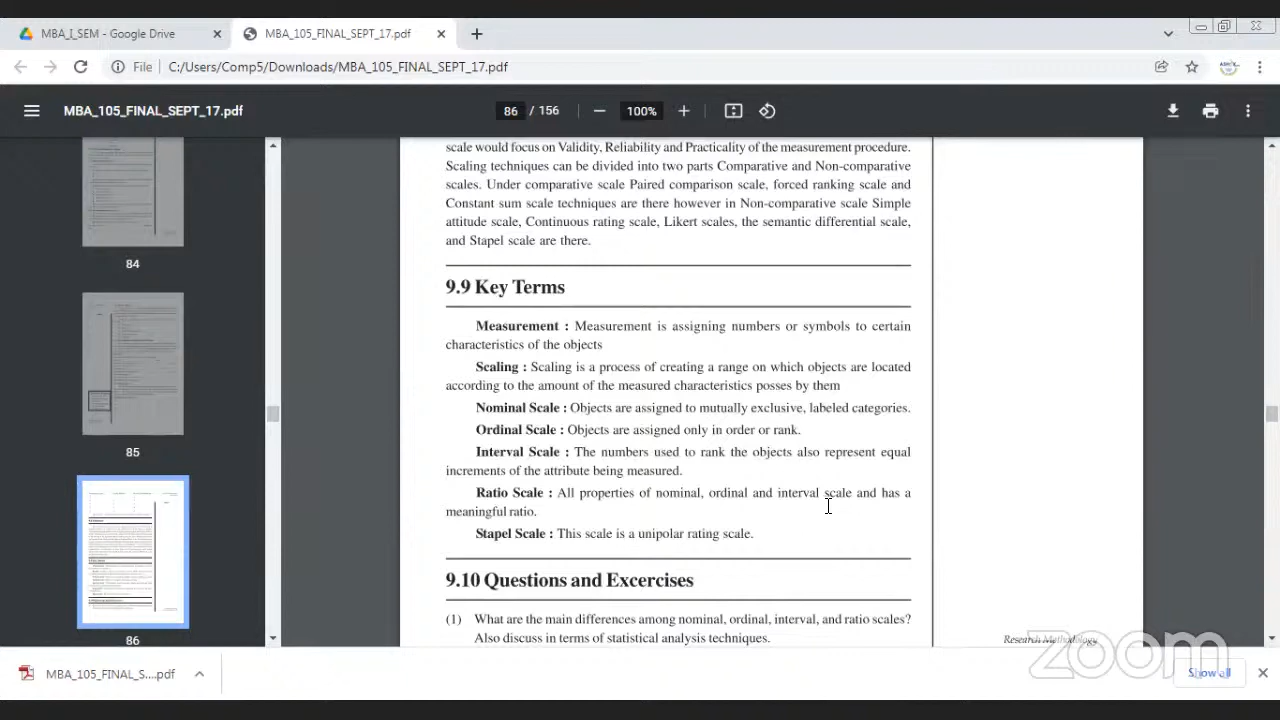 MBA_I_SEM - Google Drive
MBA_105_FINAL_SEPT_17.pdf
File
C:/Users/Comp5/Downloads/MBA_105_FINAL_SEPT_17.pdf
MBA_105_FINAL_SEPT_17.pdf
86 / 156
100%
84
85
86
scale would focus on Validity, Reliability and Practicality of the measurement procedure.
Scaling techniques can be divided into two parts Comparative and Non-comparative
scales. Under comparative scale Paired comparison scale, forced ranking scale and
Constant sum scale techniques are there however in Non-comparative scale Simple
attitude scale, Continuous rating scale, Likert scales, the semantic differential scale,
and Stapel scale are there.
9.9 Key Terms
Measurement : Measurement is assigning numbers or symbols to certain
characteristics of the objects
Scaling : Scaling is a process of creating a range on which objects are located
according to the amount of the measured characteristics posses by them
Nominal Scale : Objects are assigned to mutually exclusive, labeled categories.
Ordinal Scale : Objects are assigned only in order or rank.
Interval Scale : The numbers used to rank the objects also represent equal
increments of the attribute being measured.
Ratio Scale : All properties of nominal, ordinal and interval scale and has a
meaningful ratio.
Stapel Scale : This scale is a unipolar rating scale.
9.10 Questions and Excercises
(1) What are the main differences among nominal, ordinal, interval, and ratio scales?
Also discuss in terms of statistical analysis techniques.
Research Methodology
zoom
MBA_105_FINAL_S....pdf
Show all